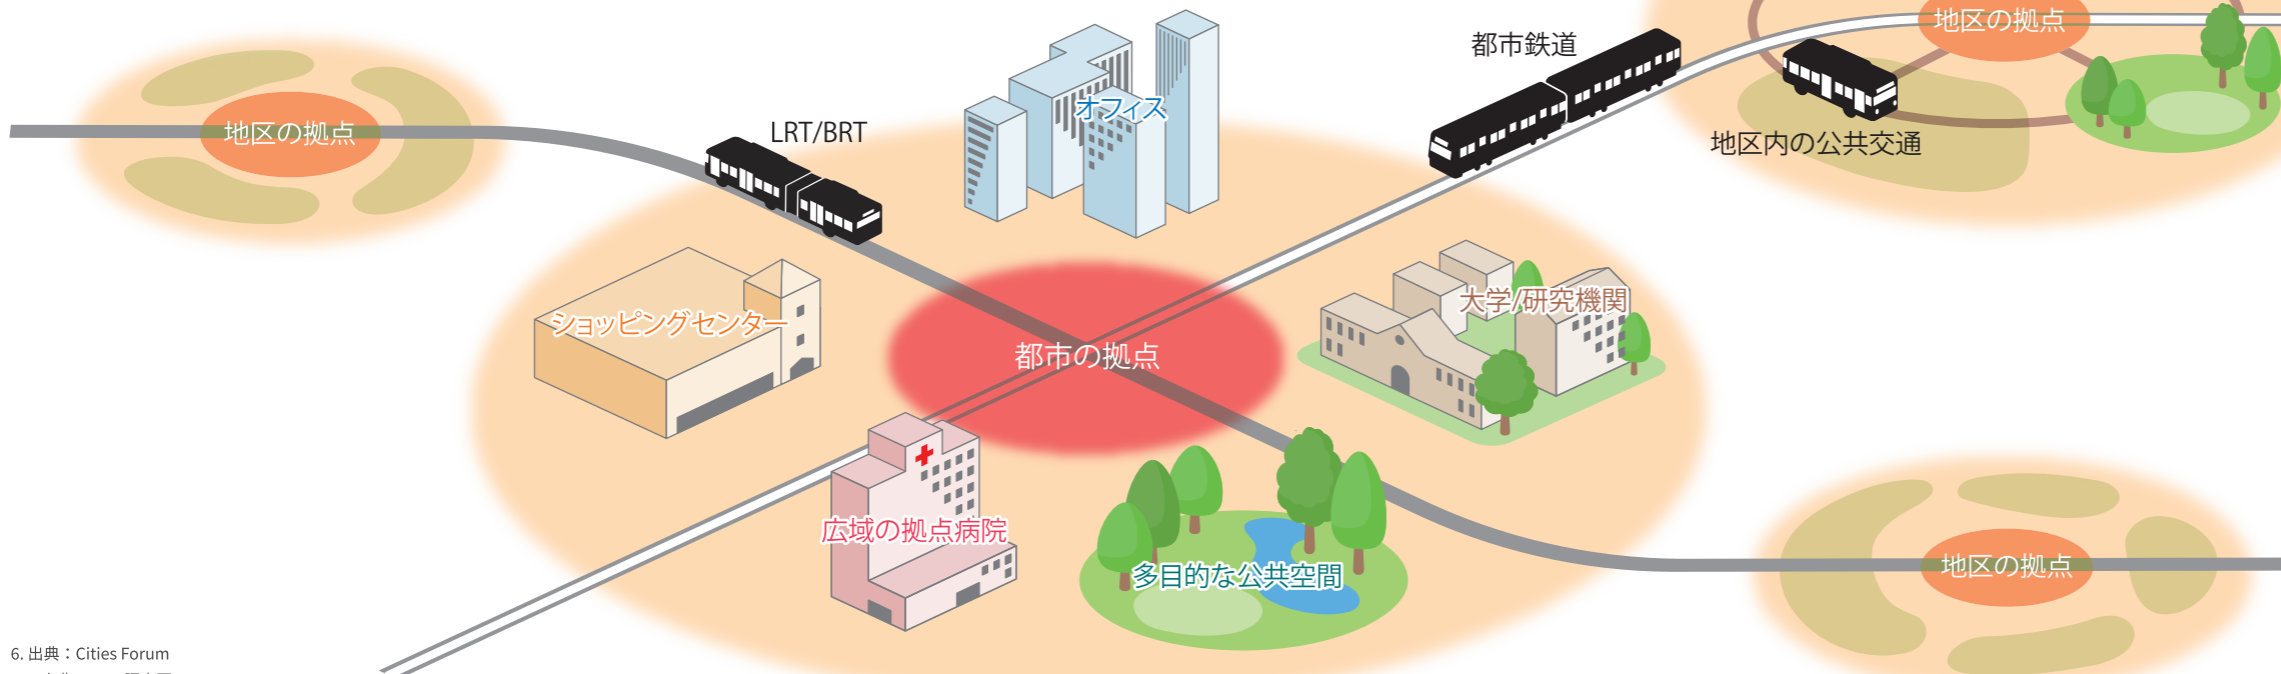 地区の拠点
都市鉄道
オフィス
LRT/BRT
地区の拠点
地区内の公共交通
大学/研究機関
ショッピングセンター
都市の拠点
広域の拠点病院
多目的な公共空間
地区の拠点
6. 出典：Cities Forum